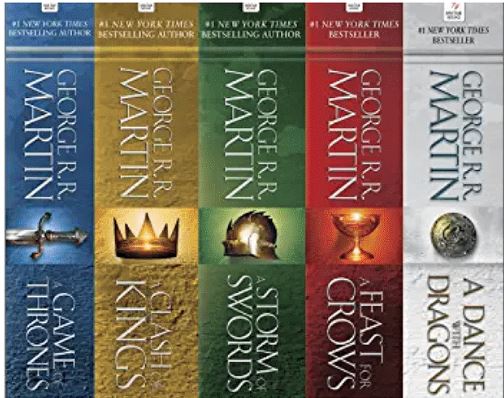 #1 NEW YORK TIMES
BESTSELLING AUTHOR
GEORGE R.R.
MARTIN
A GAME OF
THRONES
#1 NEW YORK TIMES
BESTSELLING AUTHOR
GEORGE R.R.
MARTIN
A CLASH OF
KINGS
#1 NEW YORK TIMES
BESTSELLING AUTHOR
GEORGE R.R.
MARTIN
A STORM OF
SWORDS
#1 NEW YORK TIMES
BESTSELLER
GEORGE R.R.
MARTIN
A FEAST FOR
CROWS
#1 NEW YORK TIMES
BESTSELLER
GEORGE R.R.
MARTIN
A DANCE
WITH
DRAGONS